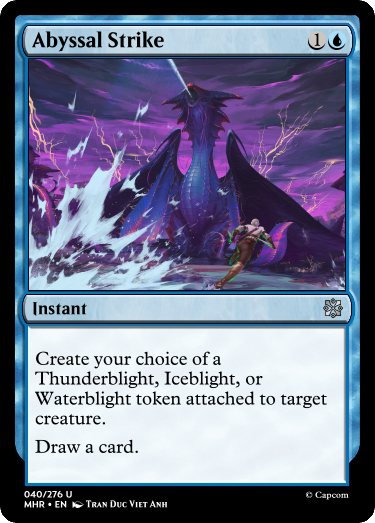 Abyssal Strike 1
Instant
Create your choice of a
Thunderblight, Iceblight, or
Waterblight token attached to target
creature.
Draw a card.
040/276 U
MHR • EN Tran Duc Viet Anh © Capcom